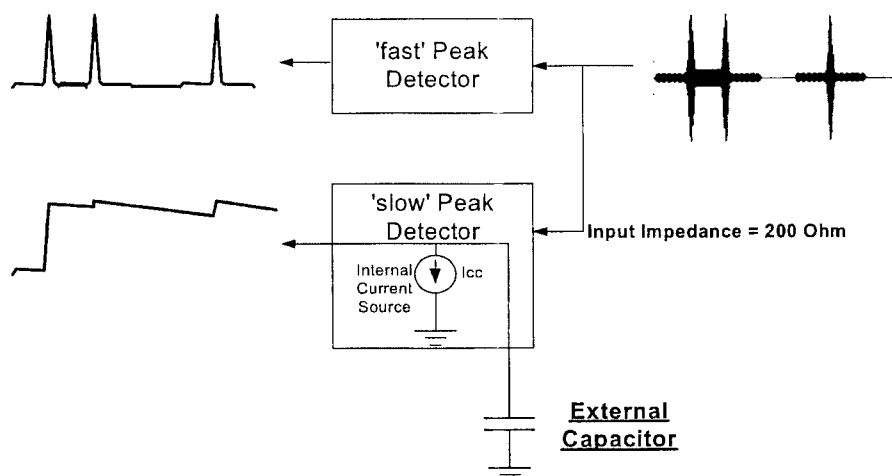 'fast' Peak
Detector
'slow' Peak
Detector
Input Impedance = 200 Ohm
Internal
Current
Source
Icc
External
Capacitor